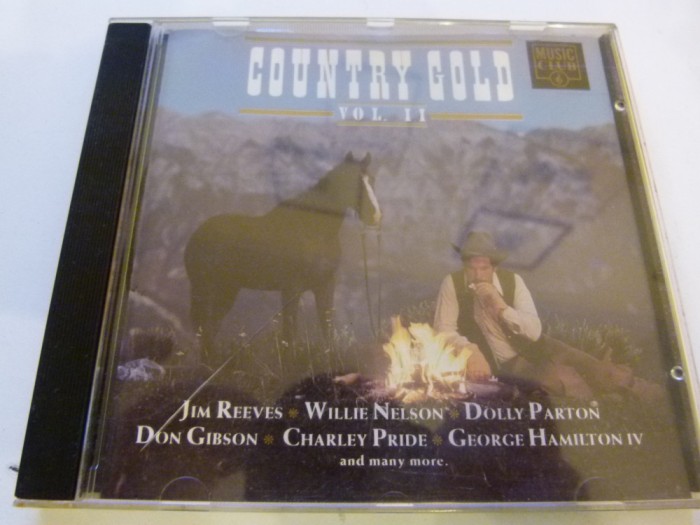 COUNTRY GOLD
VOL. II
MUSIC
CLUB
JIM REEVES * WILLIE NELSON * DOLLY PARTON
DON GIBSON * CHARLEY PRIDE * GEORGE HAMILTON IV
and many more.